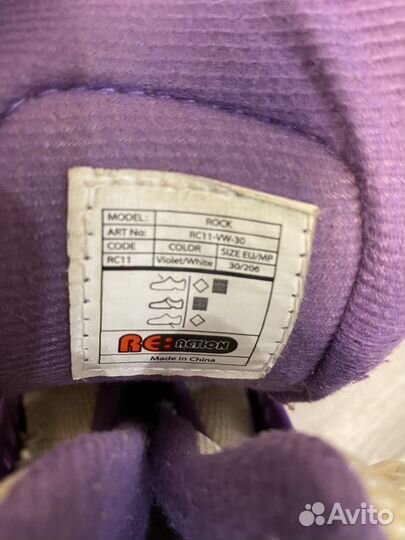 MODEL: ROCK
ART No: RC11-VW-30
CODE COLOR SIZE EU/MP
RC11 Violet/White 30/206
RE:ACTION
Made in China
Avito